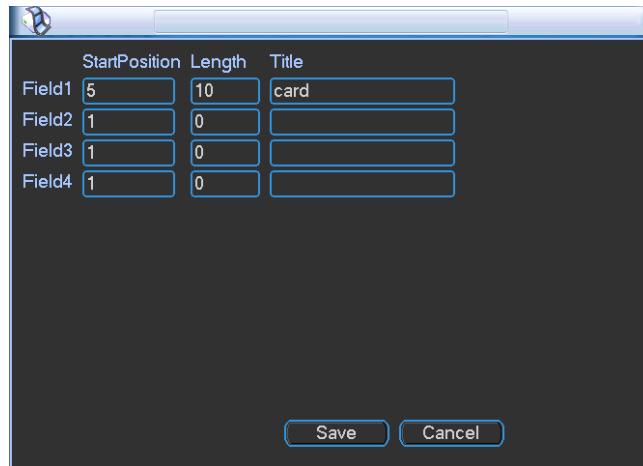 StartPosition Length Title
Field1 5 10 card
Field2 1 0
Field3 1 0
Field4 1 0
Save Cancel